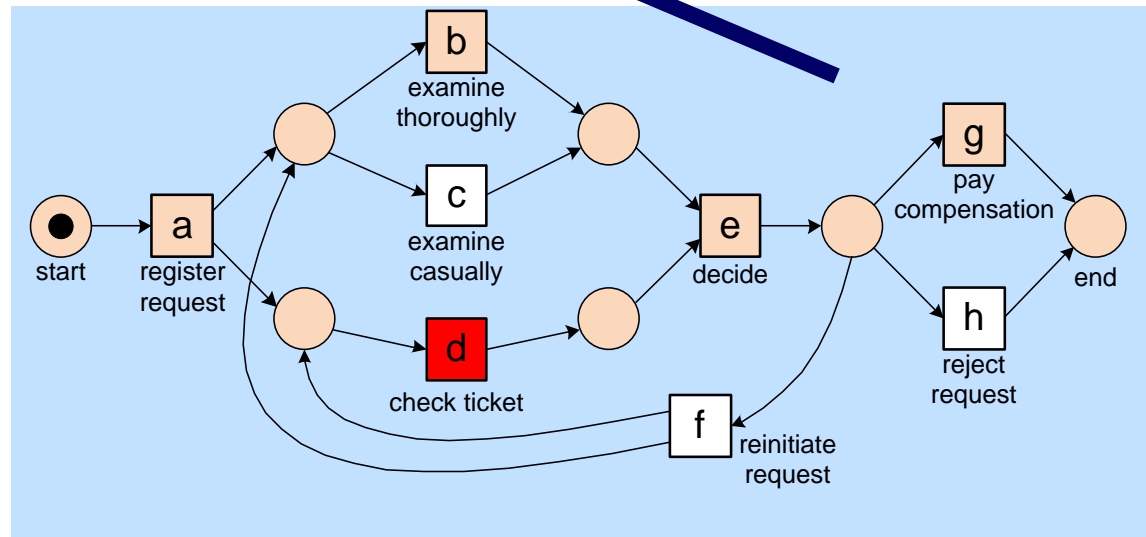 b
examine
thoroughly
g
pay
compensation
c
examine
casually
a
register
request
start
e
decide
end
h
reject
request
d
check ticket
f
reinitiate
request